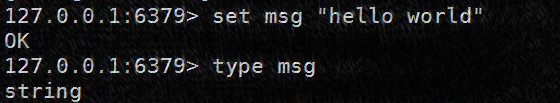 127.0.0.1:6379> set msg "hello world"
OK
127.0.0.1:6379> type msg
string